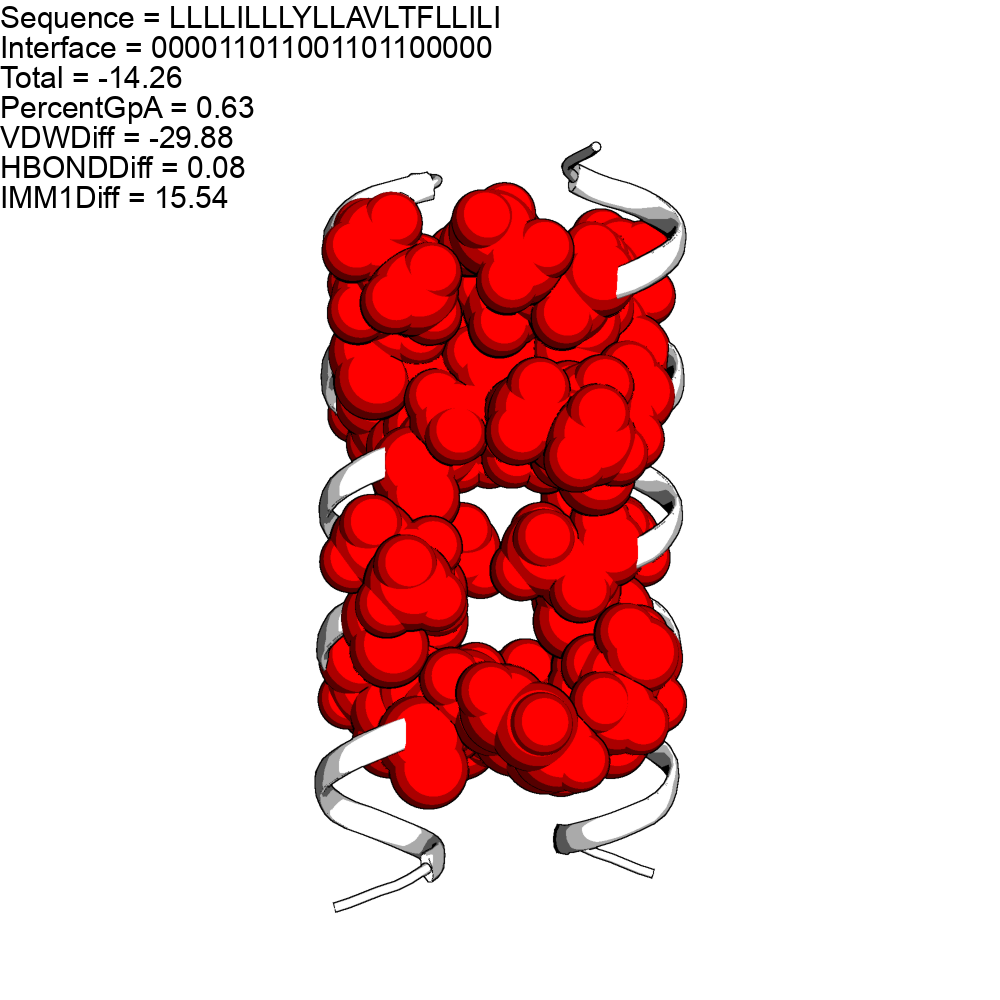 Sequence = LLLLILLLYLLAVLTFLLILI
Interface = 000011011001101100000
Total = -14.26
PercentGpA = 0.63
VDWDiff = -29.88
HBONDDiff = 0.08
IMM1Diff = 15.54